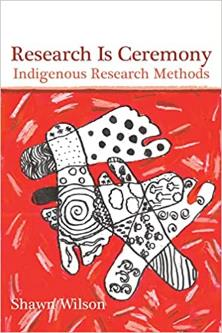 Research Is Ceremony
Indigenous Research Methods
Shawn Wilson